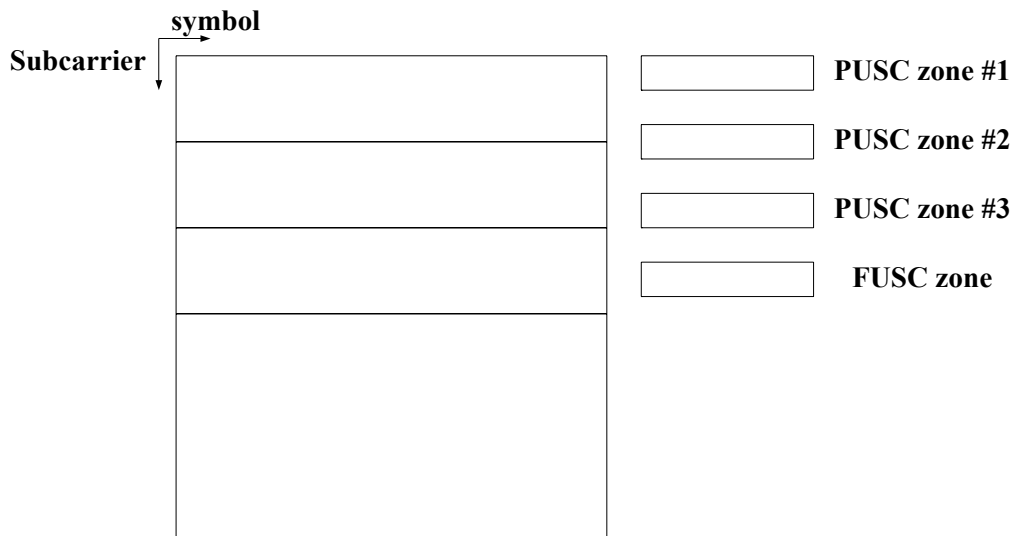 symbol
Subcarrier
PUSC zone #1
PUSC zone #2
PUSC zone #3
FUSC zone